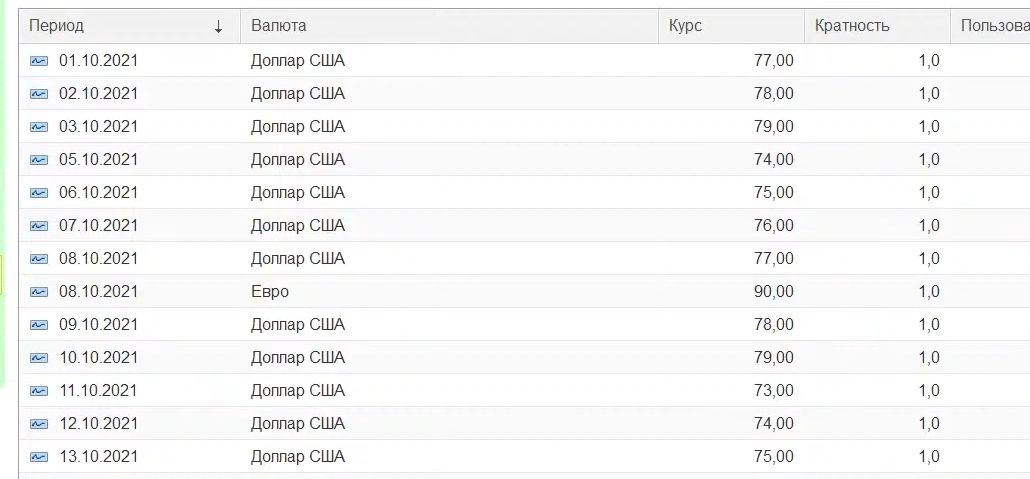 Период ↓ Валюта Курс Кратность Пользова
01.10.2021 Доллар США 77,00 1,0
02.10.2021 Доллар США 78,00 1,0
03.10.2021 Доллар США 79,00 1,0
05.10.2021 Доллар США 74,00 1,0
06.10.2021 Доллар США 75,00 1,0
07.10.2021 Доллар США 76,00 1,0
08.10.2021 Доллар США 77,00 1,0
08.10.2021 Евро 90,00 1,0
09.10.2021 Доллар США 78,00 1,0
10.10.2021 Доллар США 79,00 1,0
11.10.2021 Доллар США 73,00 1,0
12.10.2021 Доллар США 74,00 1,0
13.10.2021 Доллар США 75,00 1,0